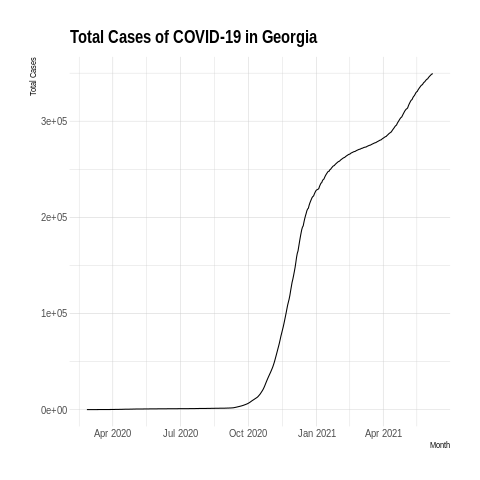 Total Cases of COVID-19 in Georgia
Total Cases
3e+05
2e+05
1e+05
0e+00
Apr 2020 Jul 2020 Oct 2020 Jan 2021 Apr 2021
Month